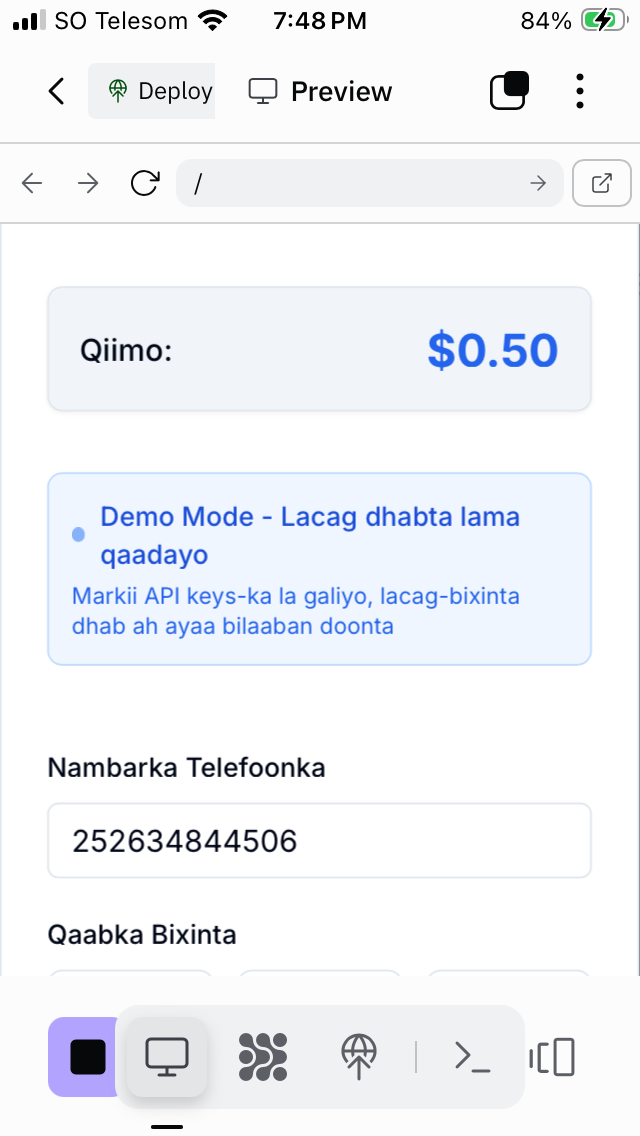 SO Telesom 7:48 PM 84%
Deploy Preview
/
Qiimo: $0.50
Demo Mode - Lacag dhabta lama
qaadayo
Markii API keys-ka la galiyo, lacag-bixinta
dhab ah ayaa bilaaban doonta
Nambarka Telefoonka
252634844506
Qaabka Bixinta